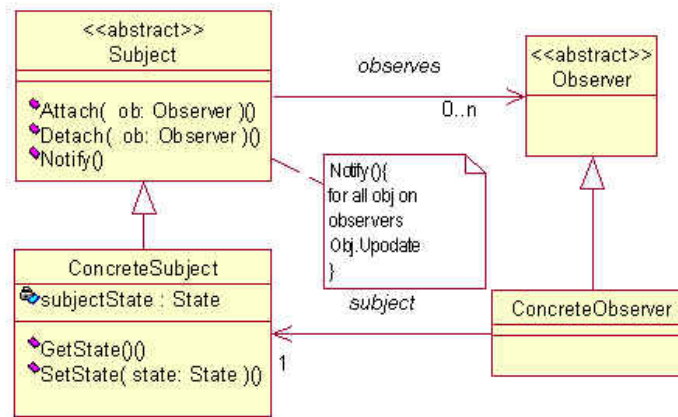 <<abstract>>
Subject
Attach( ob: Observer )()
Detach( ob: Observer )()
Notify()
observes
0..n
<<abstract>>
Observer
Notify(){
for all obj on
observers
Obj.Upodate
}
ConcreteSubject
subjectState : State
GetState()()
SetState( state: State )()
subject
1
ConcreteObserver